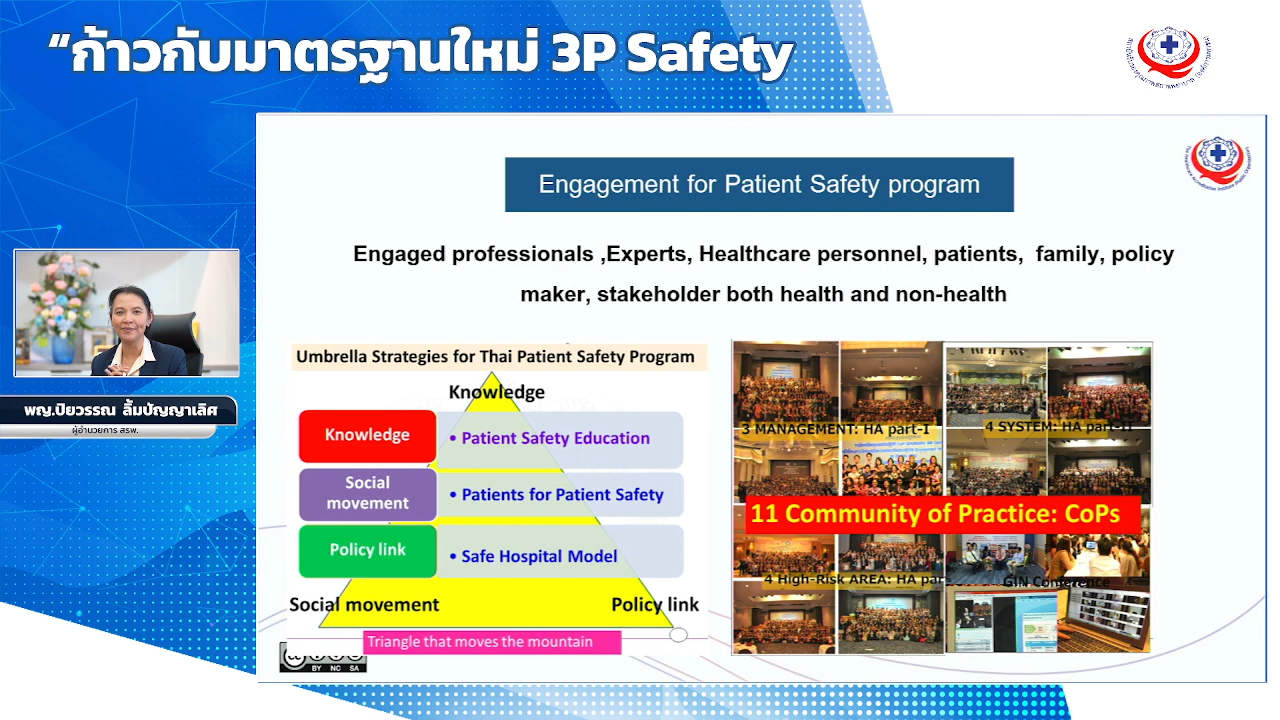 “ก้าวกับมาตรฐานใหม่ 3P Safety
Engagement for Patient Safety program
Engaged professionals ,Experts, Healthcare personnel, patients, family, policy
maker, stakeholder both health and non-health
พญ.ปิยวรรณ ลิ้มปัญญาเลิศ
ผู้อำนวยการ สรพ.
Umbrella Strategies for Thai Patient Safety Program
Knowledge
Knowledge
• Patient Safety Education
Social
movement
• Patients for Patient Safety
Policy link
• Safe Hospital Model
Social movement
Policy link
Triangle that moves the mountain
BY NC SA
3 MANAGEMENT: HA part-I
4 SYSTEM: HA part-II
11 Community of Practice: CoPs
4 High-Risk AREA: HA par
GIN Conference